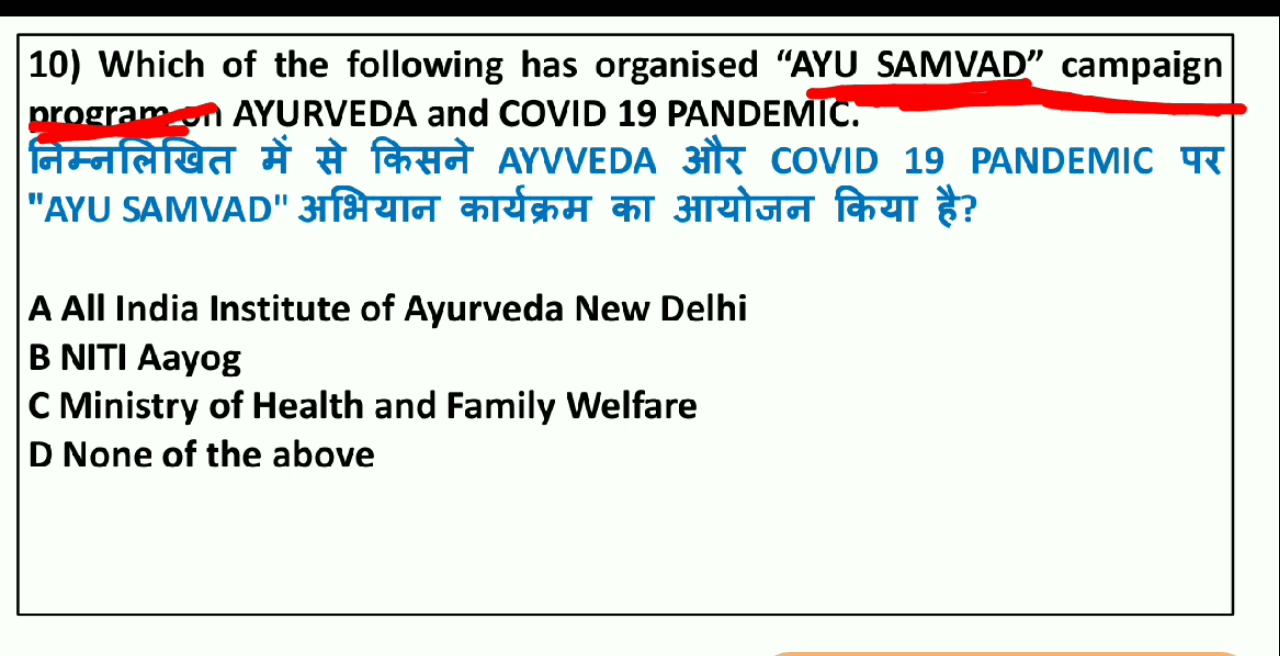 10) Which of the following has organised “AYU SAMVAD” campaign
program on AYURVEDA and COVID 19 PANDEMIC.
निम्नलिखित में से किसने AYVVEDA और COVID 19 PANDEMIC पर
"AYU SAMVAD" अभियान कार्यक्रम का आयोजन किया है?
A All India Institute of Ayurveda New Delhi
B NITI Aayog
C Ministry of Health and Family Welfare
D None of the above